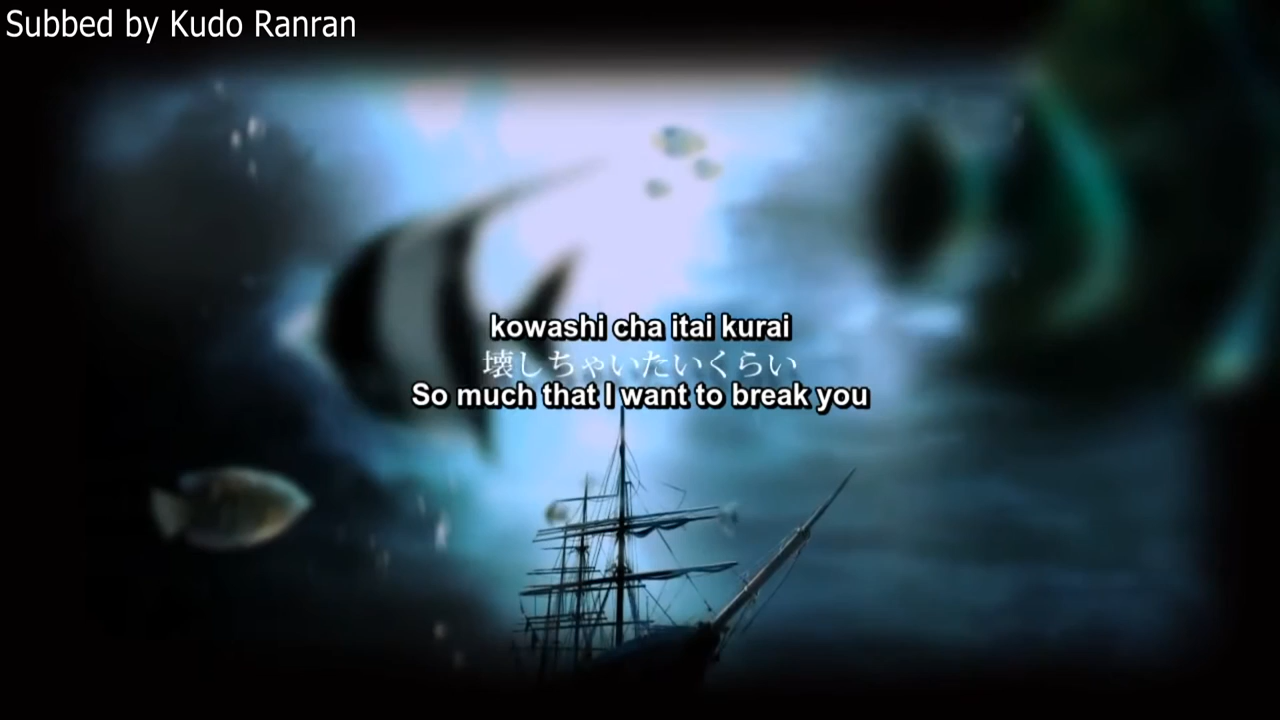 Subbed by Kudo Ranran
kowashi cha itai kurai
壊しちゃいたいくらい
So much that I want to break you